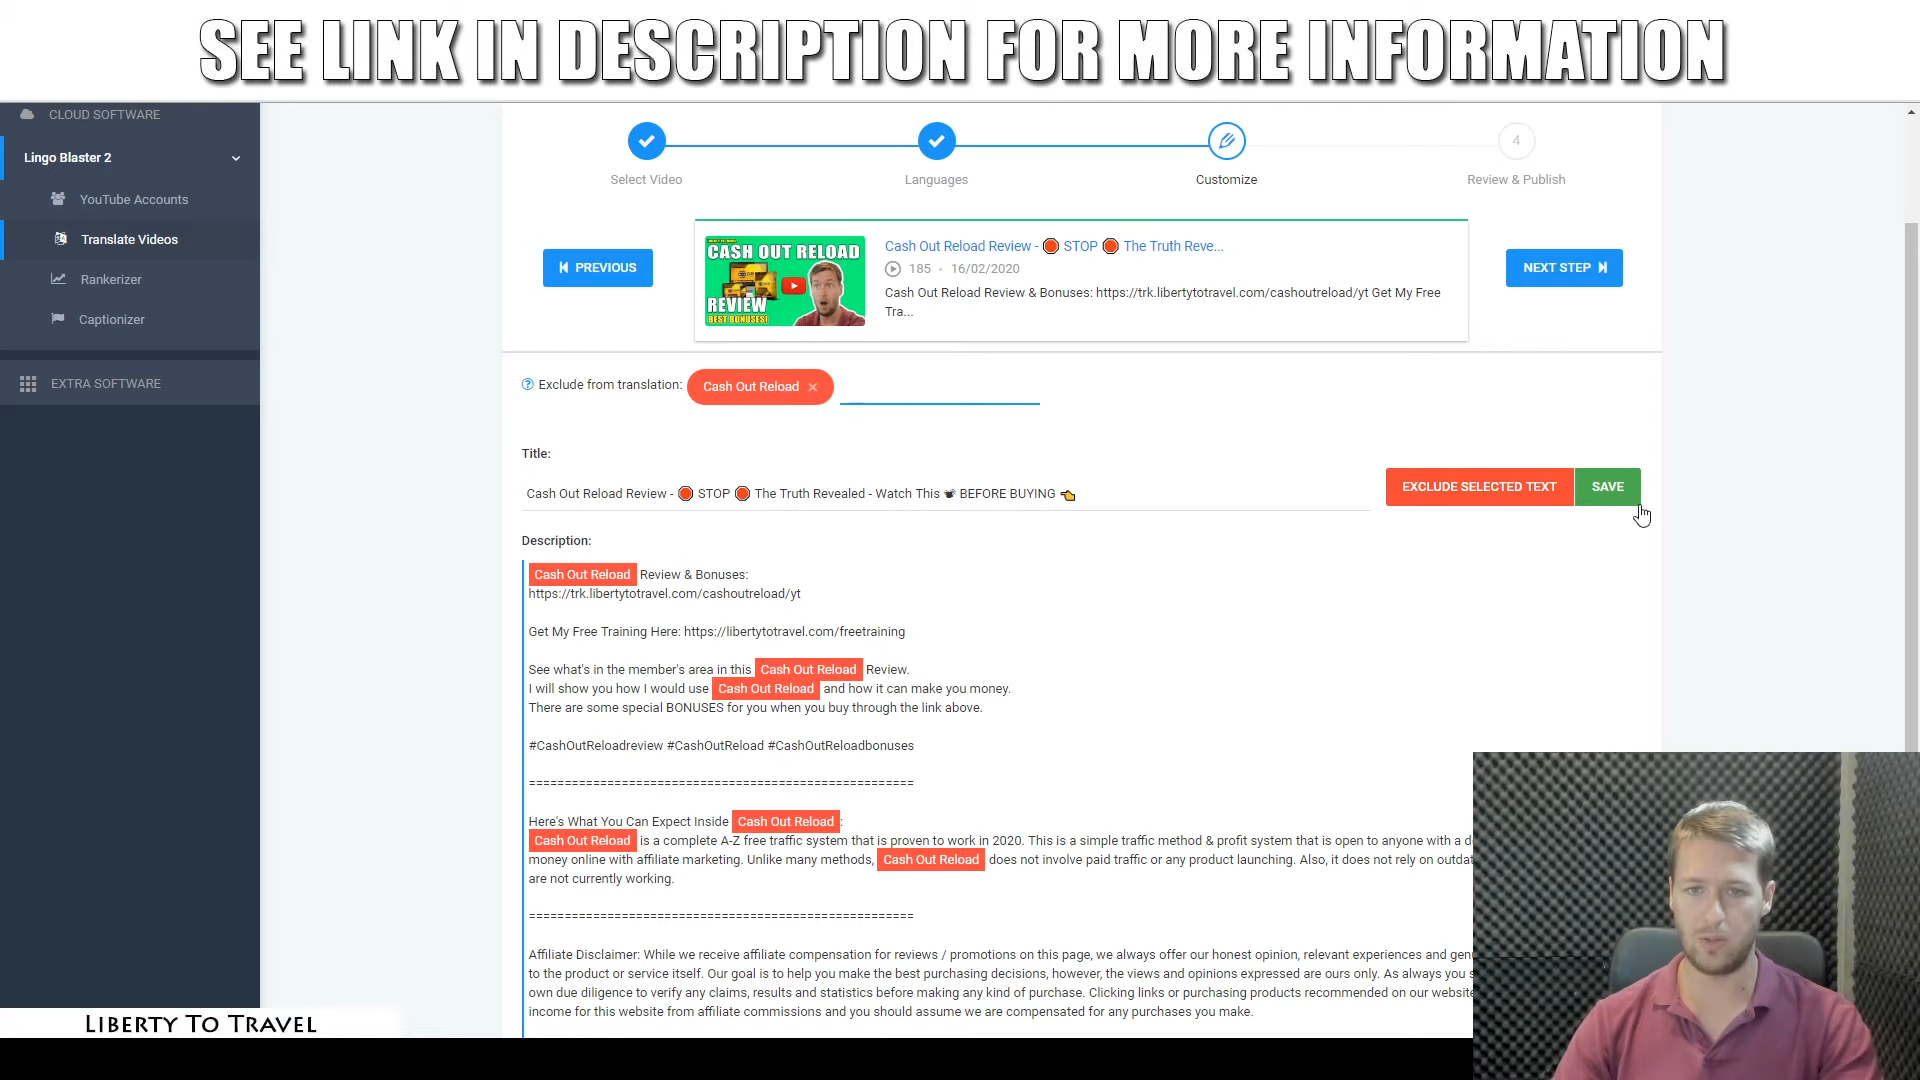 SEE LINK IN DESCRIPTION FOR MORE INFORMATION
CLOUD SOFTWARE
Lingo Blaster 2
YouTube Accounts
Translate Videos
Rankerizer
Captionizer
EXTRA SOFTWARE
4
Select Video
Languages
Customize
Review & Publish
PREVIOUS
CASH OUT RELOAD
REVIEW
BEST BONUSES!
Cash Out Reload Review - 🛑 STOP 🛑 The Truth Reve...
185 • 16/02/2020
Cash Out Reload Review & Bonuses: https://trk.libertytotravel.com/cashoutreload/yt Get My Free
Tra...
NEXT STEP
Exclude from translation: Cash Out Reload ×
Title:
Cash Out Reload Review - 🛑 STOP 🛑 The Truth Revealed - Watch This 📽 BEFORE BUYING 👈
EXCLUDE SELECTED TEXT
SAVE
Description:
Cash Out Reload Review & Bonuses:
https://trk.libertytotravel.com/cashoutreload/yt
Get My Free Training Here: https://libertytotravel.com/freetraining
See what's in the member's area in this Cash Out Reload Review.
I will show you how I would use Cash Out Reload and how it can make you money.
There are some special BONUSES for you when you buy through the link above.
#CashOutReloadreview #CashOutReload #CashOutReloadbonuses
=====================================================
Here's What You Can Expect Inside Cash Out Reload:
Cash Out Reload is a complete A-Z free traffic system that is proven to work in 2020. This is a simple traffic method & profit system that is open to anyone with a d
money online with affiliate marketing. Unlike many methods, Cash Out Reload does not involve paid traffic or any product launching. Also, it does not rely on outdat
are not currently working.
=====================================================
Affiliate Disclaimer: While we receive affiliate compensation for reviews / promotions on this page, we always offer our honest opinion, relevant experiences and gen
to the product or service itself. Our goal is to help you make the best purchasing decisions, however, the views and opinions expressed are ours only. As always you s
own due diligence to verify any claims, results and statistics before making any kind of purchase. Clicking links or purchasing products recommended on our website
income for this website from affiliate commissions and you should assume we are compensated for any purchases you make.
LIBERTY TO TRAVEL